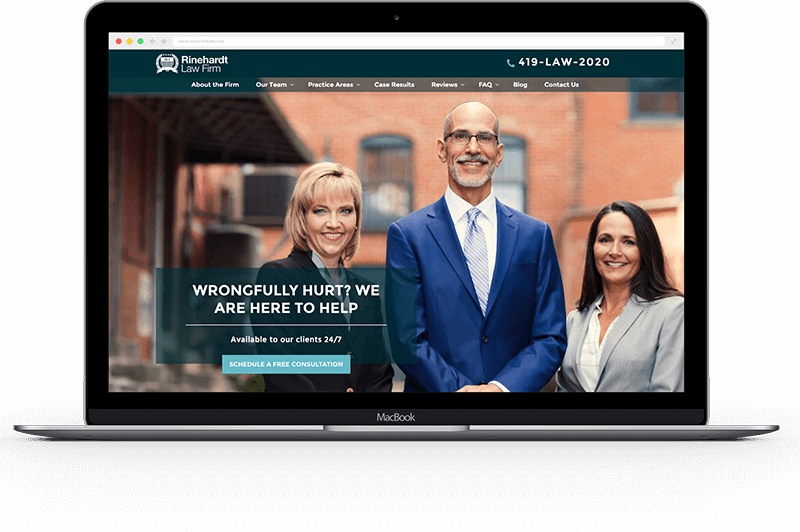 Rinehardt
Law Firm
419-LAW-2020
About the Firm Our Team Practice Areas Case Results Reviews FAQ Blog Contact Us
WRONGFULLY HURT? WE
ARE HERE TO HELP
Available to our clients 24/7
SCHEDULE A FREE CONSULTATION
MacBook